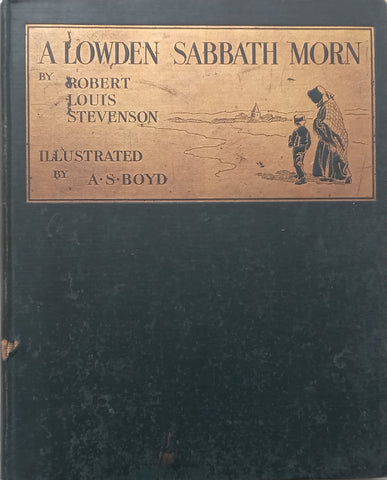 A LOWDEN SABBATH MORN
BY ROBERT
LOUIS
STEVENSON
ILLUSTRATED
BY A·S·BOYD